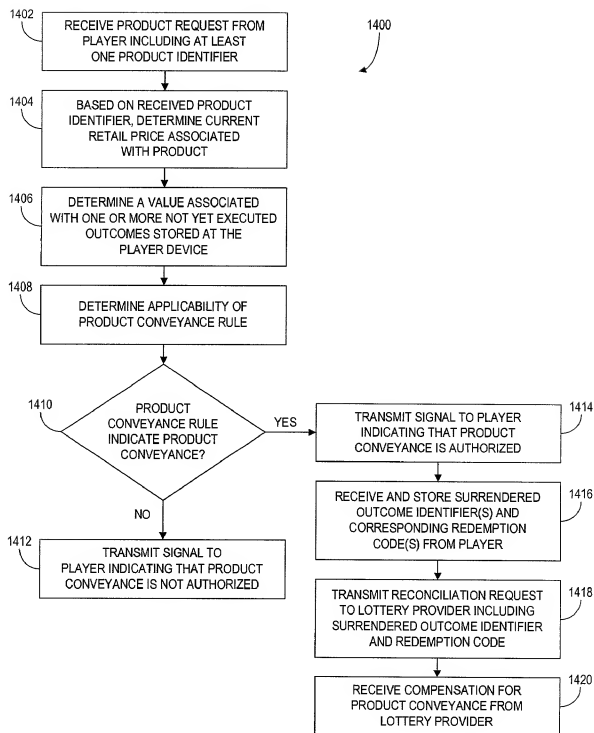 1402
RECEIVE PRODUCT REQUEST FROM
PLAYER INCLUDING AT LEAST
ONE PRODUCT IDENTIFIER
1400
1404
BASED ON RECEIVED PRODUCT
IDENTIFIER, DETERMINE CURRENT
RETAIL PRICE ASSOCIATED
WITH PRODUCT
1406
DETERMINE A VALUE ASSOCIATED
WITH ONE OR MORE NOT YET EXECUTED
OUTCOMES STORED AT THE
PLAYER DEVICE
1408
DETERMINE APPLICABILITY OF
PRODUCT CONVEYANCE RULE
1410
PRODUCT
CONVEYANCE RULE
INDICATE PRODUCT
CONVEYANCE?
YES
NO
1412
TRANSMIT SIGNAL TO
PLAYER INDICATING THAT PRODUCT
CONVEYANCE IS NOT AUTHORIZED
1414
TRANSMIT SIGNAL TO PLAYER
INDICATING THAT PRODUCT
CONVEYANCE IS AUTHORIZED
1416
RECEIVE AND STORE SURRENDERED
OUTCOME IDENTIFIER(S) AND
CORRESPONDING REDEMPTION
CODE(S) FROM PLAYER
1418
TRANSMIT RECONCILIATION REQUEST
TO LOTTERY PROVIDER INCLUDING
SURRENDERED OUTCOME IDENTIFIER
AND REDEMPTION CODE
1420
RECEIVE COMPENSATION FOR
PRODUCT CONVEYANCE FROM
LOTTERY PROVIDER